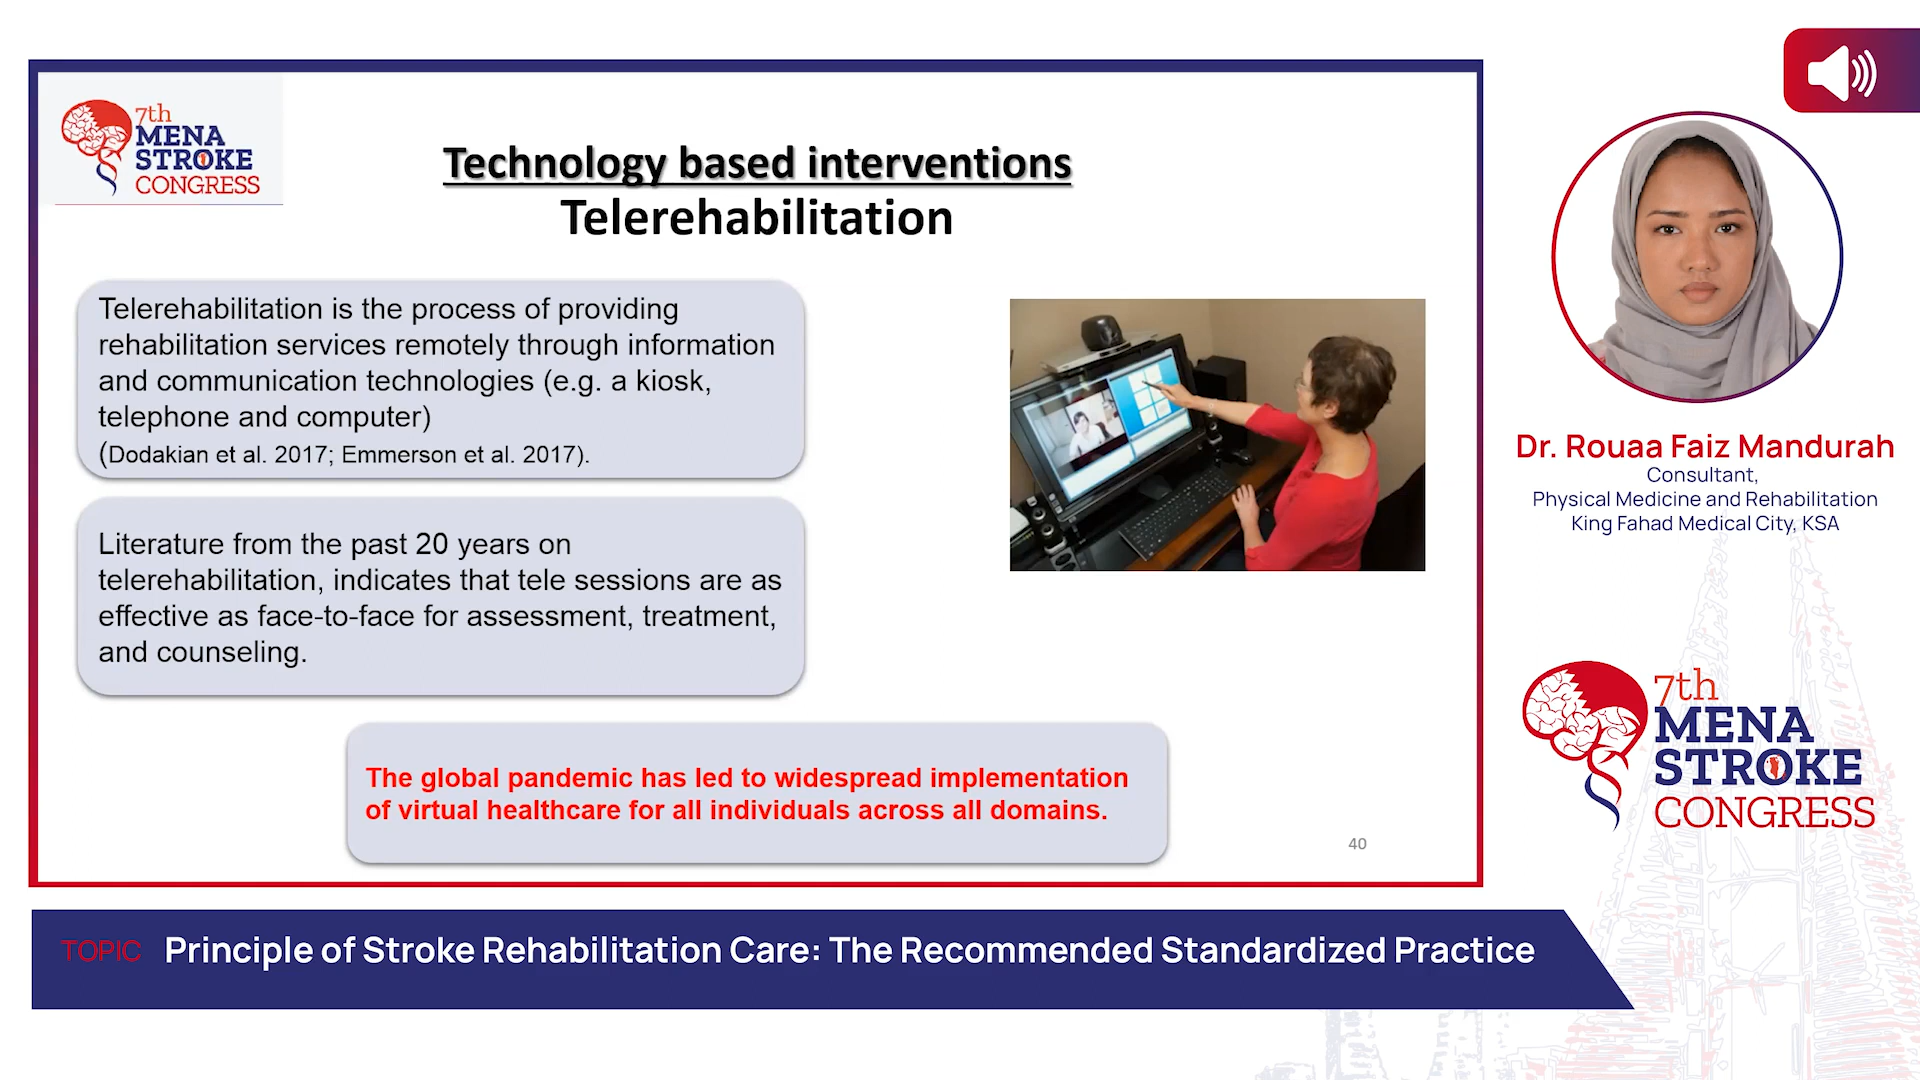 7th
MENA
STROKE
CONGRESS
Technology based interventions
Telerehabilitation
Telerehabilitation is the process of providing
rehabilitation services remotely through information
and communication technologies (e.g. a kiosk,
telephone and computer)
(Dodakian et al. 2017; Emmerson et al. 2017).
Literature from the past 20 years on
telerehabilitation, indicates that tele sessions are as
effective as face-to-face for assessment, treatment,
and counseling.
The global pandemic has led to widespread implementation
of virtual healthcare for all individuals across all domains.
40
Dr. Rouaa Faiz Mandurah
Consultant,
Physical Medicine and Rehabilitation
King Fahad Medical City, KSA
7th
MENA
STROKE
CONGRESS
TOPIC Principle of Stroke Rehabilitation Care: The Recommended Standardized Practice